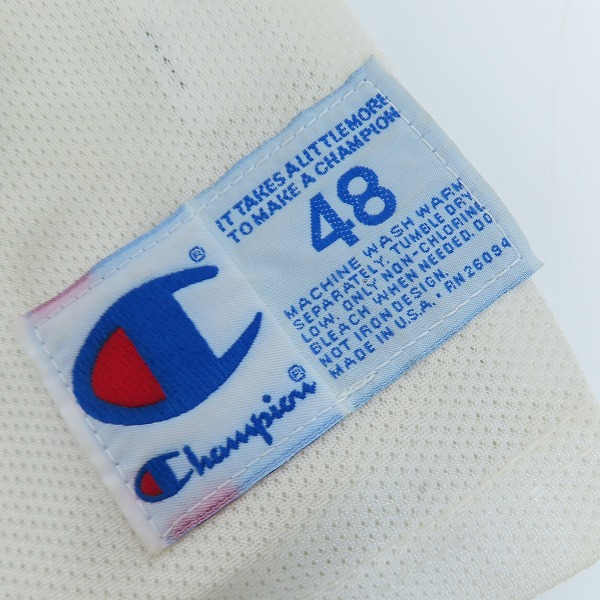 IT TAKES A LITTLE MORE
TO MAKE A CHAMPION
48
MACHINE WASH WARM
SEPARATELY. TUMBLE DRY
LOW. ONLY NON-CHLORINE
BLEACH WHEN NEEDED. DO
NOT IRON DESIGN.
MADE IN U.S.A. • RN 26094
®
Champion®